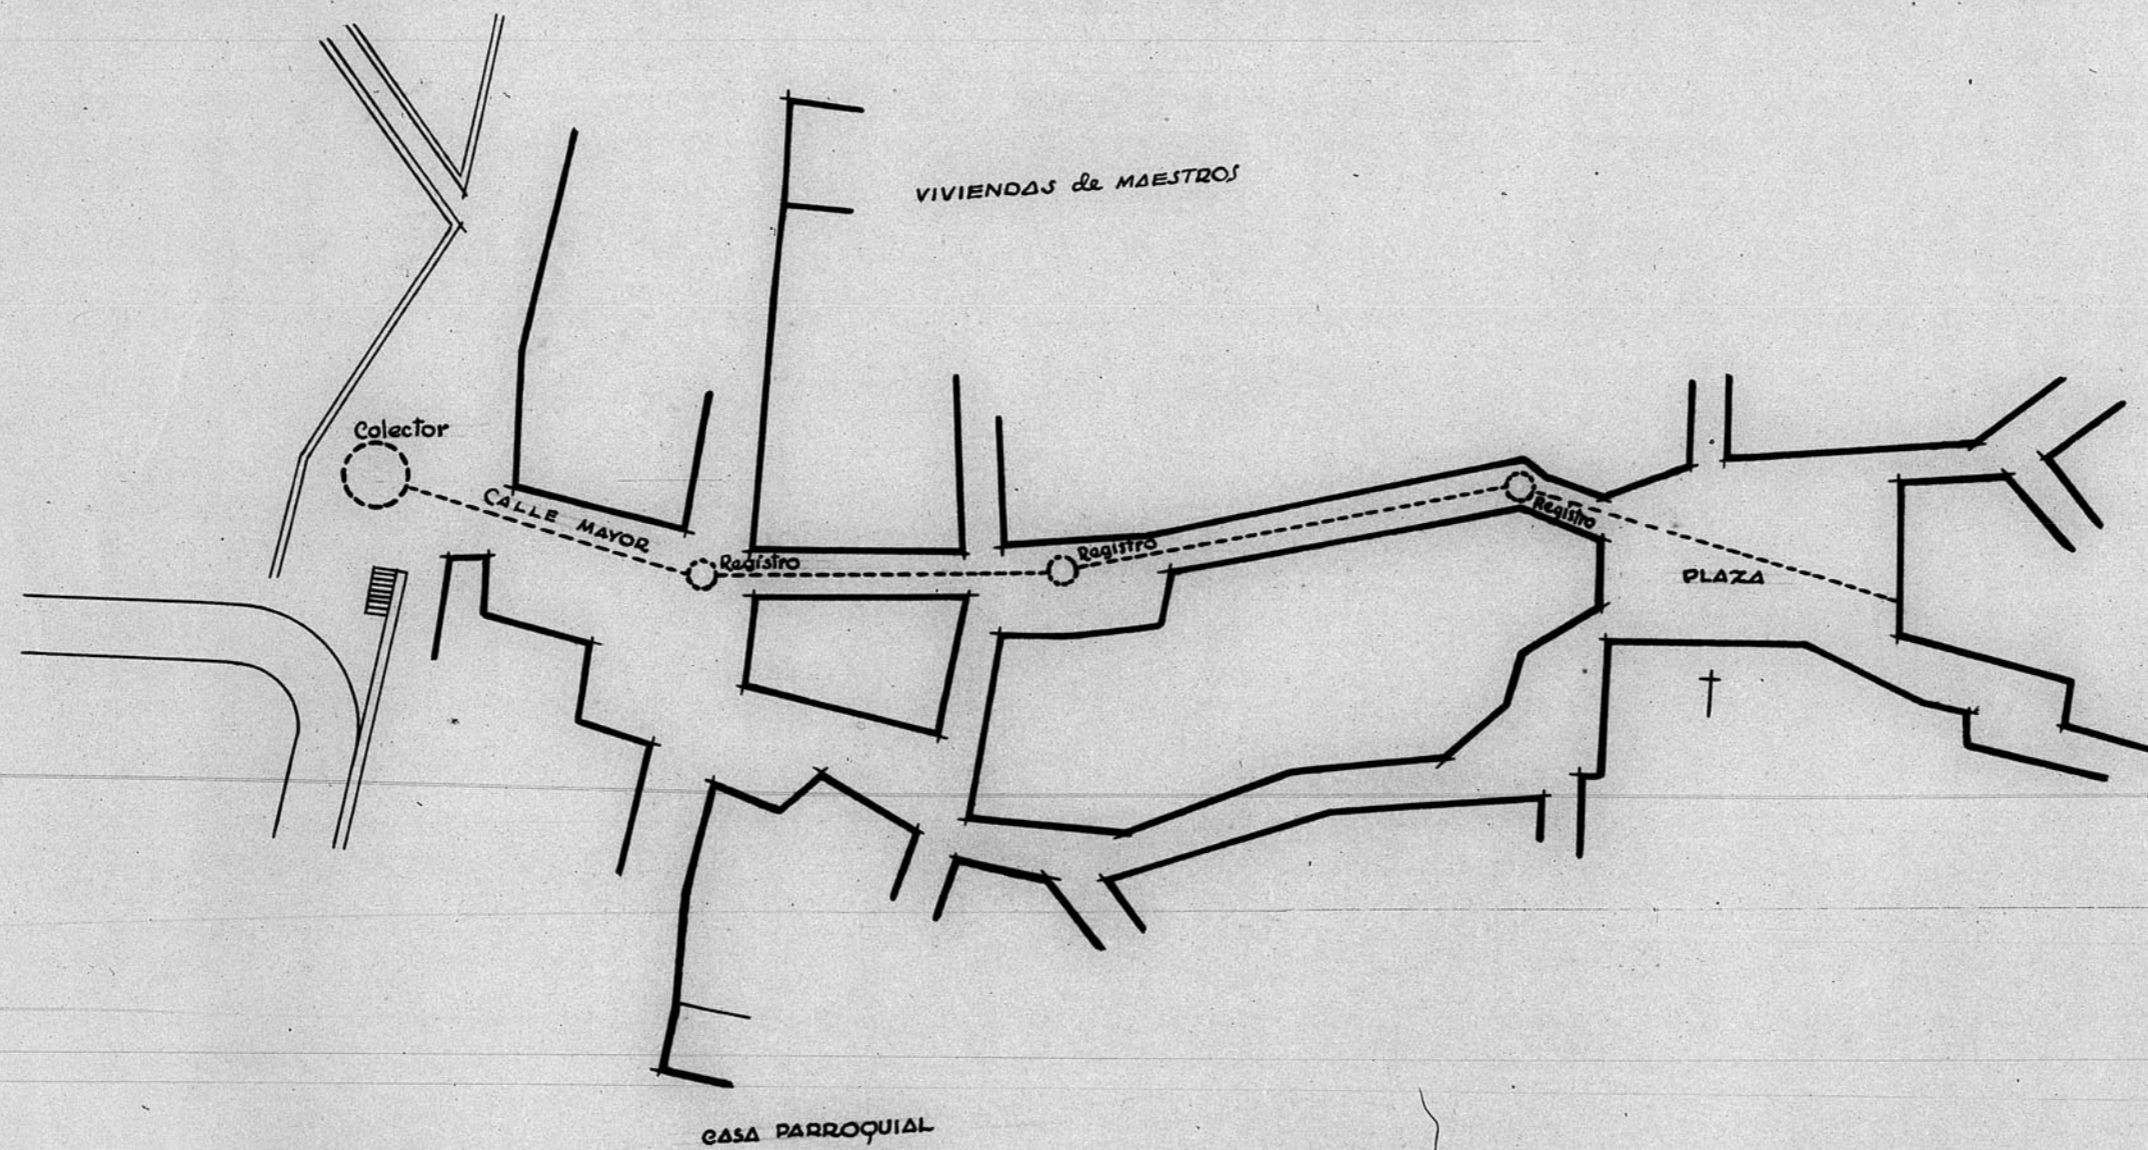 VIVIENDAS de MAESTROS
Colector
CALLE MAYOR
Registro
Registro
Registro
PLAZA
CASA PARROQUIAL